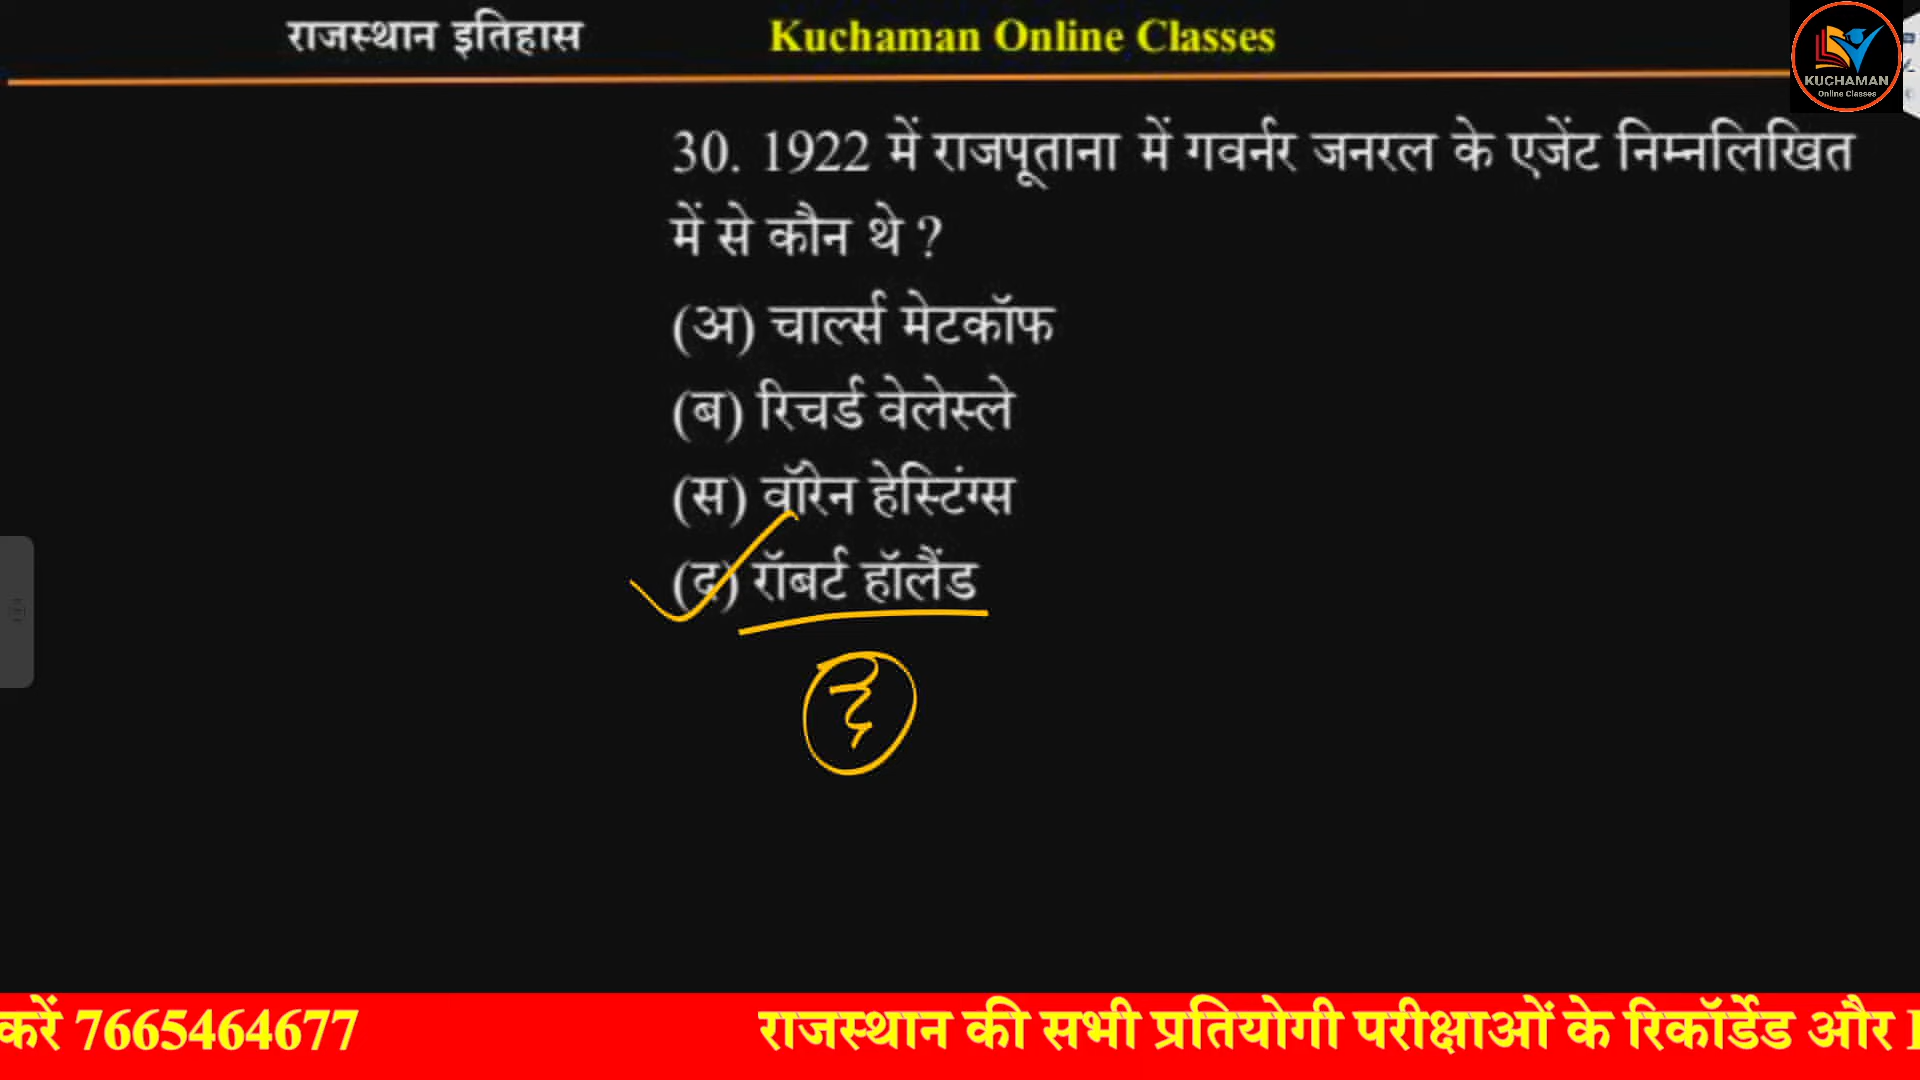 राजस्थान इतिहास
Kuchaman Online Classes
KUCHAMAN
Online Classes
30. 1922 में राजपूताना में गवर्नर जनरल के एजेंट निम्नलिखित
में से कौन थे ?
(अ) चार्ल्स मेटकॉफ
(ब) रिचर्ड वेलेस्ले
(स) वॉरेन हेस्टिंग्स
(द) रॉबर्ट हॉलैंड
द
करें 7665464677 राजस्थान की सभी प्रतियोगी परीक्षाओं के रिकॉर्डेड और